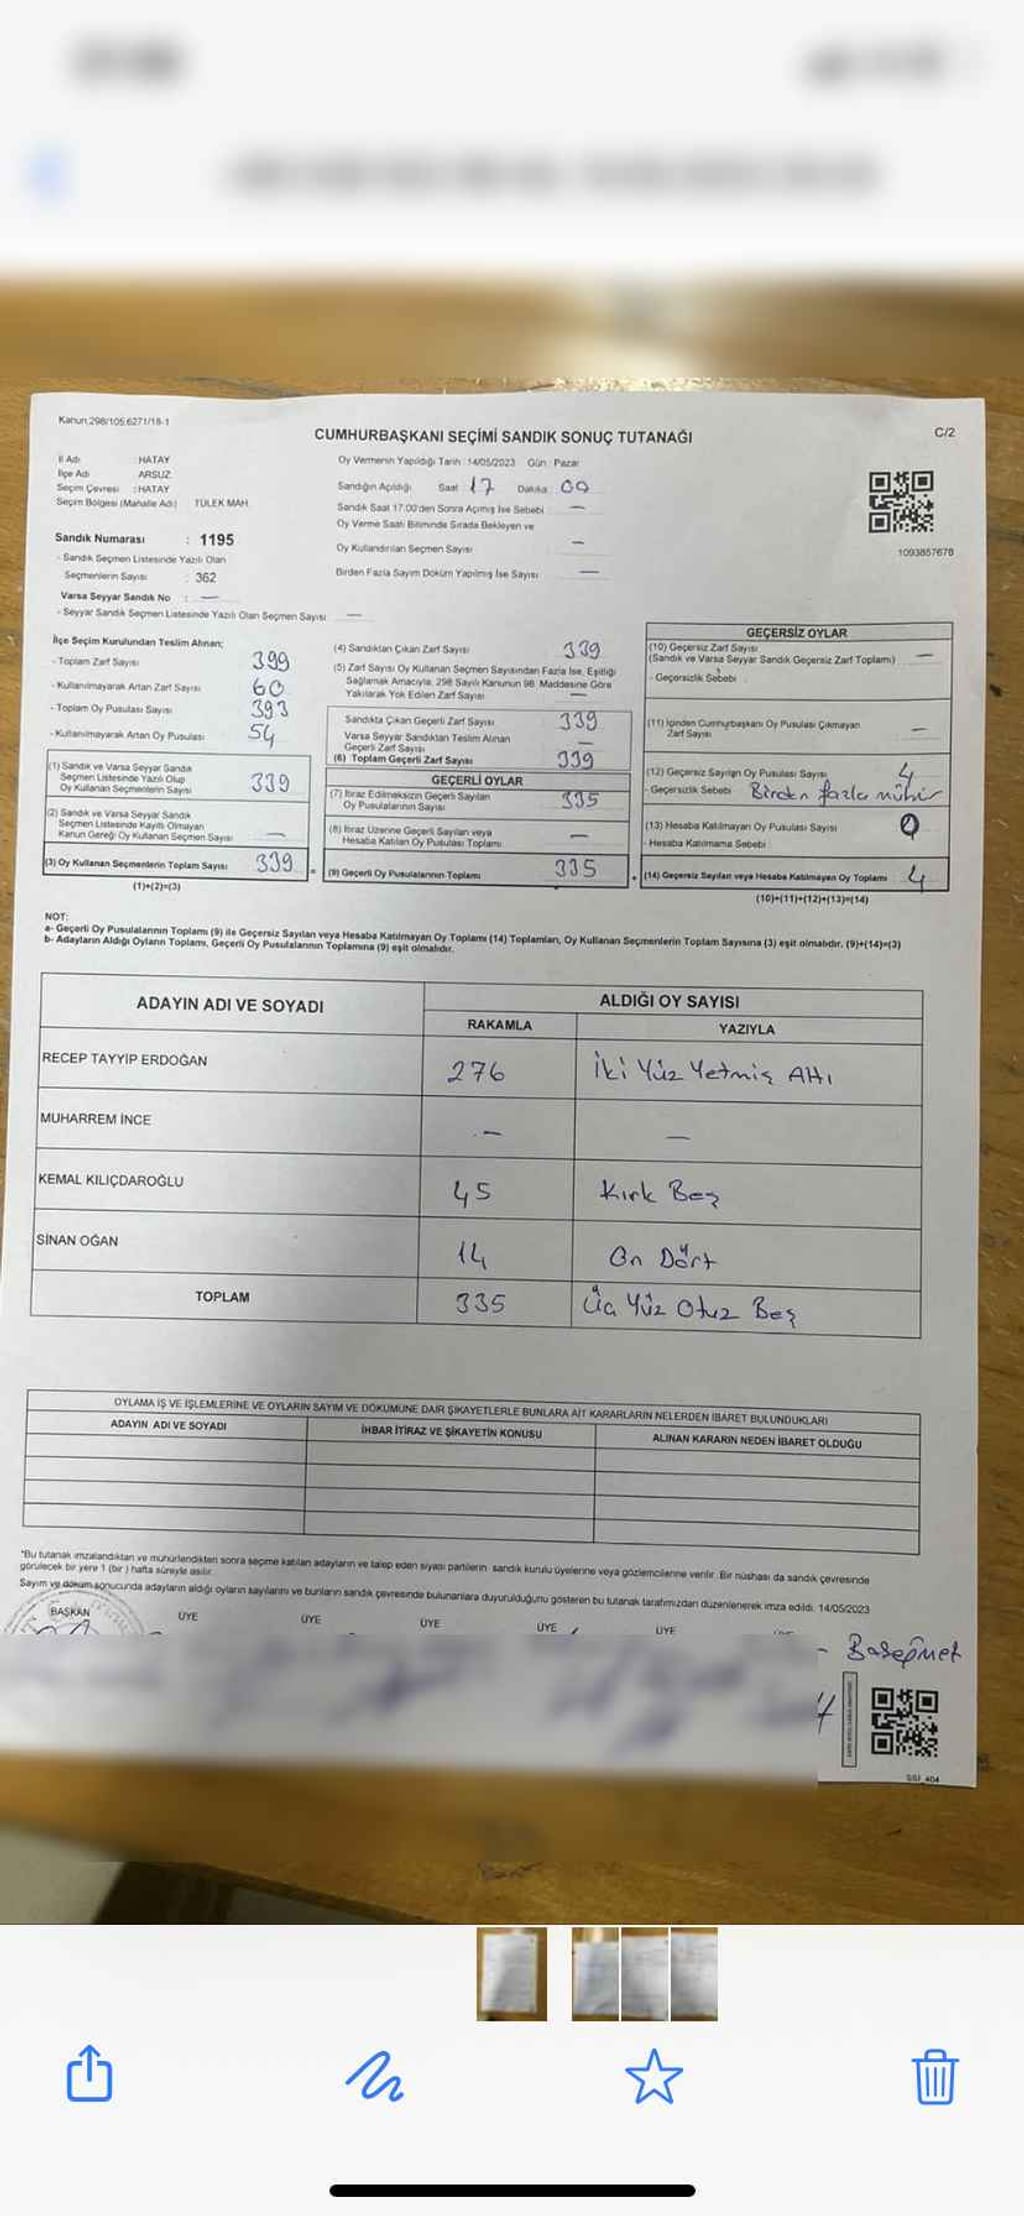 Kanun:298/105,6271/18-1
C/2
CUMHURBAŞKANI SEÇİMİ SANDIK SONUÇ TUTANAĞI
İl Adı : HATAY
İlçe Adı : ARSUZ
Seçim Çevresi : HATAY
Seçim Bölgesi (Mahalle Adı) TÜLEK MAH.
Sandık Numarası : 1195
- Sandık Seçmen Listesinde Yazılı Olan
Seçmenlerin Sayısı : 362
Varsa Seyyar Sandık No : —
- Seyyar Sandık Seçmen Listesinde Yazılı Olan Seçmen Sayısı —
Oy Vermenin Yapıldığı Tarih :14/05/2023 Gün : Pazar
Sandığın Açıldığı Saat 17 Dakika 09
Sandık Saat 17.00'den Sonra Açılmış İse Sebebi —
Oy Verme Saati Bitiminde Sırada Bekleyen ve
Oy Kullandırılan Seçmen Sayısı —
Birden Fazla Sayım Döküm Yapılmış İse Sayısı —
1093857678
İlçe Seçim Kurulundan Teslim Alınan;
- Toplam Zarf Sayısı 399
- Kullanılmayarak Artan Zarf Sayısı 60
- Toplam Oy Pusulası Sayısı 393
- Kullanılmayarak Artan Oy Pusulası 54
(1) Sandık ve Varsa Seyyar Sandık
Seçmen Listesinde Yazılı Olup
Oy Kullanan Seçmenlerin Sayısı 339
(2) Sandık ve Varsa Seyyar Sandık
Seçmen Listesinde Kayıtlı Olmayan
Kanun Gereği Oy Kullanan Seçmen Sayısı —
(3) Oy Kullanan Seçmenlerin Toplam Sayısı 339
(1)+(2)=(3)
(4) Sandıktan Çıkan Zarf Sayısı 339
(5) Zarf Sayısı Oy Kullanan Seçmen Sayısından Fazla İse, Eşitliği
Sağlamak Amacıyla, 298 Sayılı Kanunun 98. Maddesine Göre
Yakılarak Yok Edilen Zarf Sayısı —
Sandıkta Çıkan Geçerli Zarf Sayısı 339
Varsa Seyyar Sandıktan Teslim Alınan
Geçerli Zarf Sayısı —
(6) Toplam Geçerli Zarf Sayısı 339
GEÇERLİ OYLAR
(7) İtiraz Edilmeksizin Geçerli Sayılan
Oy Pusulalarının Sayısı 335
(8) İtiraz Üzerine Geçerli Sayılan veya
Hesaba Katılan Oy Pusulası Toplamı —
= (9) Geçerli Oy Pusulalarının Toplamı 335
GEÇERSİZ OYLAR
(10) Geçersiz Zarf Sayısı
(Sandık ve Varsa Seyyar Sandık Geçersiz Zarf Toplamı) —
- Geçersizlik Sebebi
(11) İçinden Cumhurbaşkanı Oy Pusulası Çıkmayan
Zarf Sayısı —
(12) Geçersiz Sayılan Oy Pusulası Sayısı 4
- Geçersizlik Sebebi Birden fazla mühür
(13) Hesaba Katılmayan Oy Pusulası Sayısı 0
- Hesaba Katılmama Sebebi
+ (14) Geçersiz Sayılan veya Hesaba Katılmayan Oy Toplamı 4
(10)+(11)+(12)+(13)=(14)
NOT:
a- Geçerli Oy Pusulalarının Toplamı (9) ile Geçersiz Sayılan veya Hesaba Katılmayan Oy Toplamı (14) Toplamları, Oy Kullanan Seçmenlerin Toplam Sayısına (3) eşit olmalıdır. (9)+(14)=(3)
b- Adayların Aldığı Oyların Toplamı, Geçerli Oy Pusulalarının Toplamına (9) eşit olmalıdır.
ADAYIN ADI VE SOYADI ALDIĞI OY SAYISI
RAKAMLA YAZIYLA
RECEP TAYYİP ERDOĞAN 276 İki Yüz Yetmiş Altı
MUHARREM İNCE — —
KEMAL KILIÇDAROĞLU 45 Kırk Beş
SİNAN OĞAN 14 On Dört
TOPLAM 335 Üç Yüz Otuz Beş
OYLAMA İŞ VE İŞLEMLERİNE VE OYLARIN SAYIM VE DÖKÜMÜNE DAİR ŞİKAYETLERLE BUNLARA AİT KARARLARIN NELERDEN İBARET BULUNDUKLARI
ADAYIN ADI VE SOYADI İHBAR İTİRAZ VE ŞİKAYETİN KONUSU ALINAN KARARIN NEDEN İBARET OLDUĞU
*Bu tutanak imzalandıktan ve mühürlendikten sonra seçime katılan adayların ve talep eden siyasi partilerin sandık kurulu üyelerine veya gözlemcilerine verilir. Bir nüshası da sandık çevresinde
görülecek bir yere 1 (bir) hafta süreyle asılır.
Sayım ve döküm sonucunda adayların aldığı oyların sayılarını ve bunların sandık çevresinde bulunanlara duyurulduğunu gösteren bu tutanak tarafımızdan düzenlenerek imza edildi. 14/05/2023
BAŞKAN ÜYE ÜYE ÜYE ÜYE ÜYE